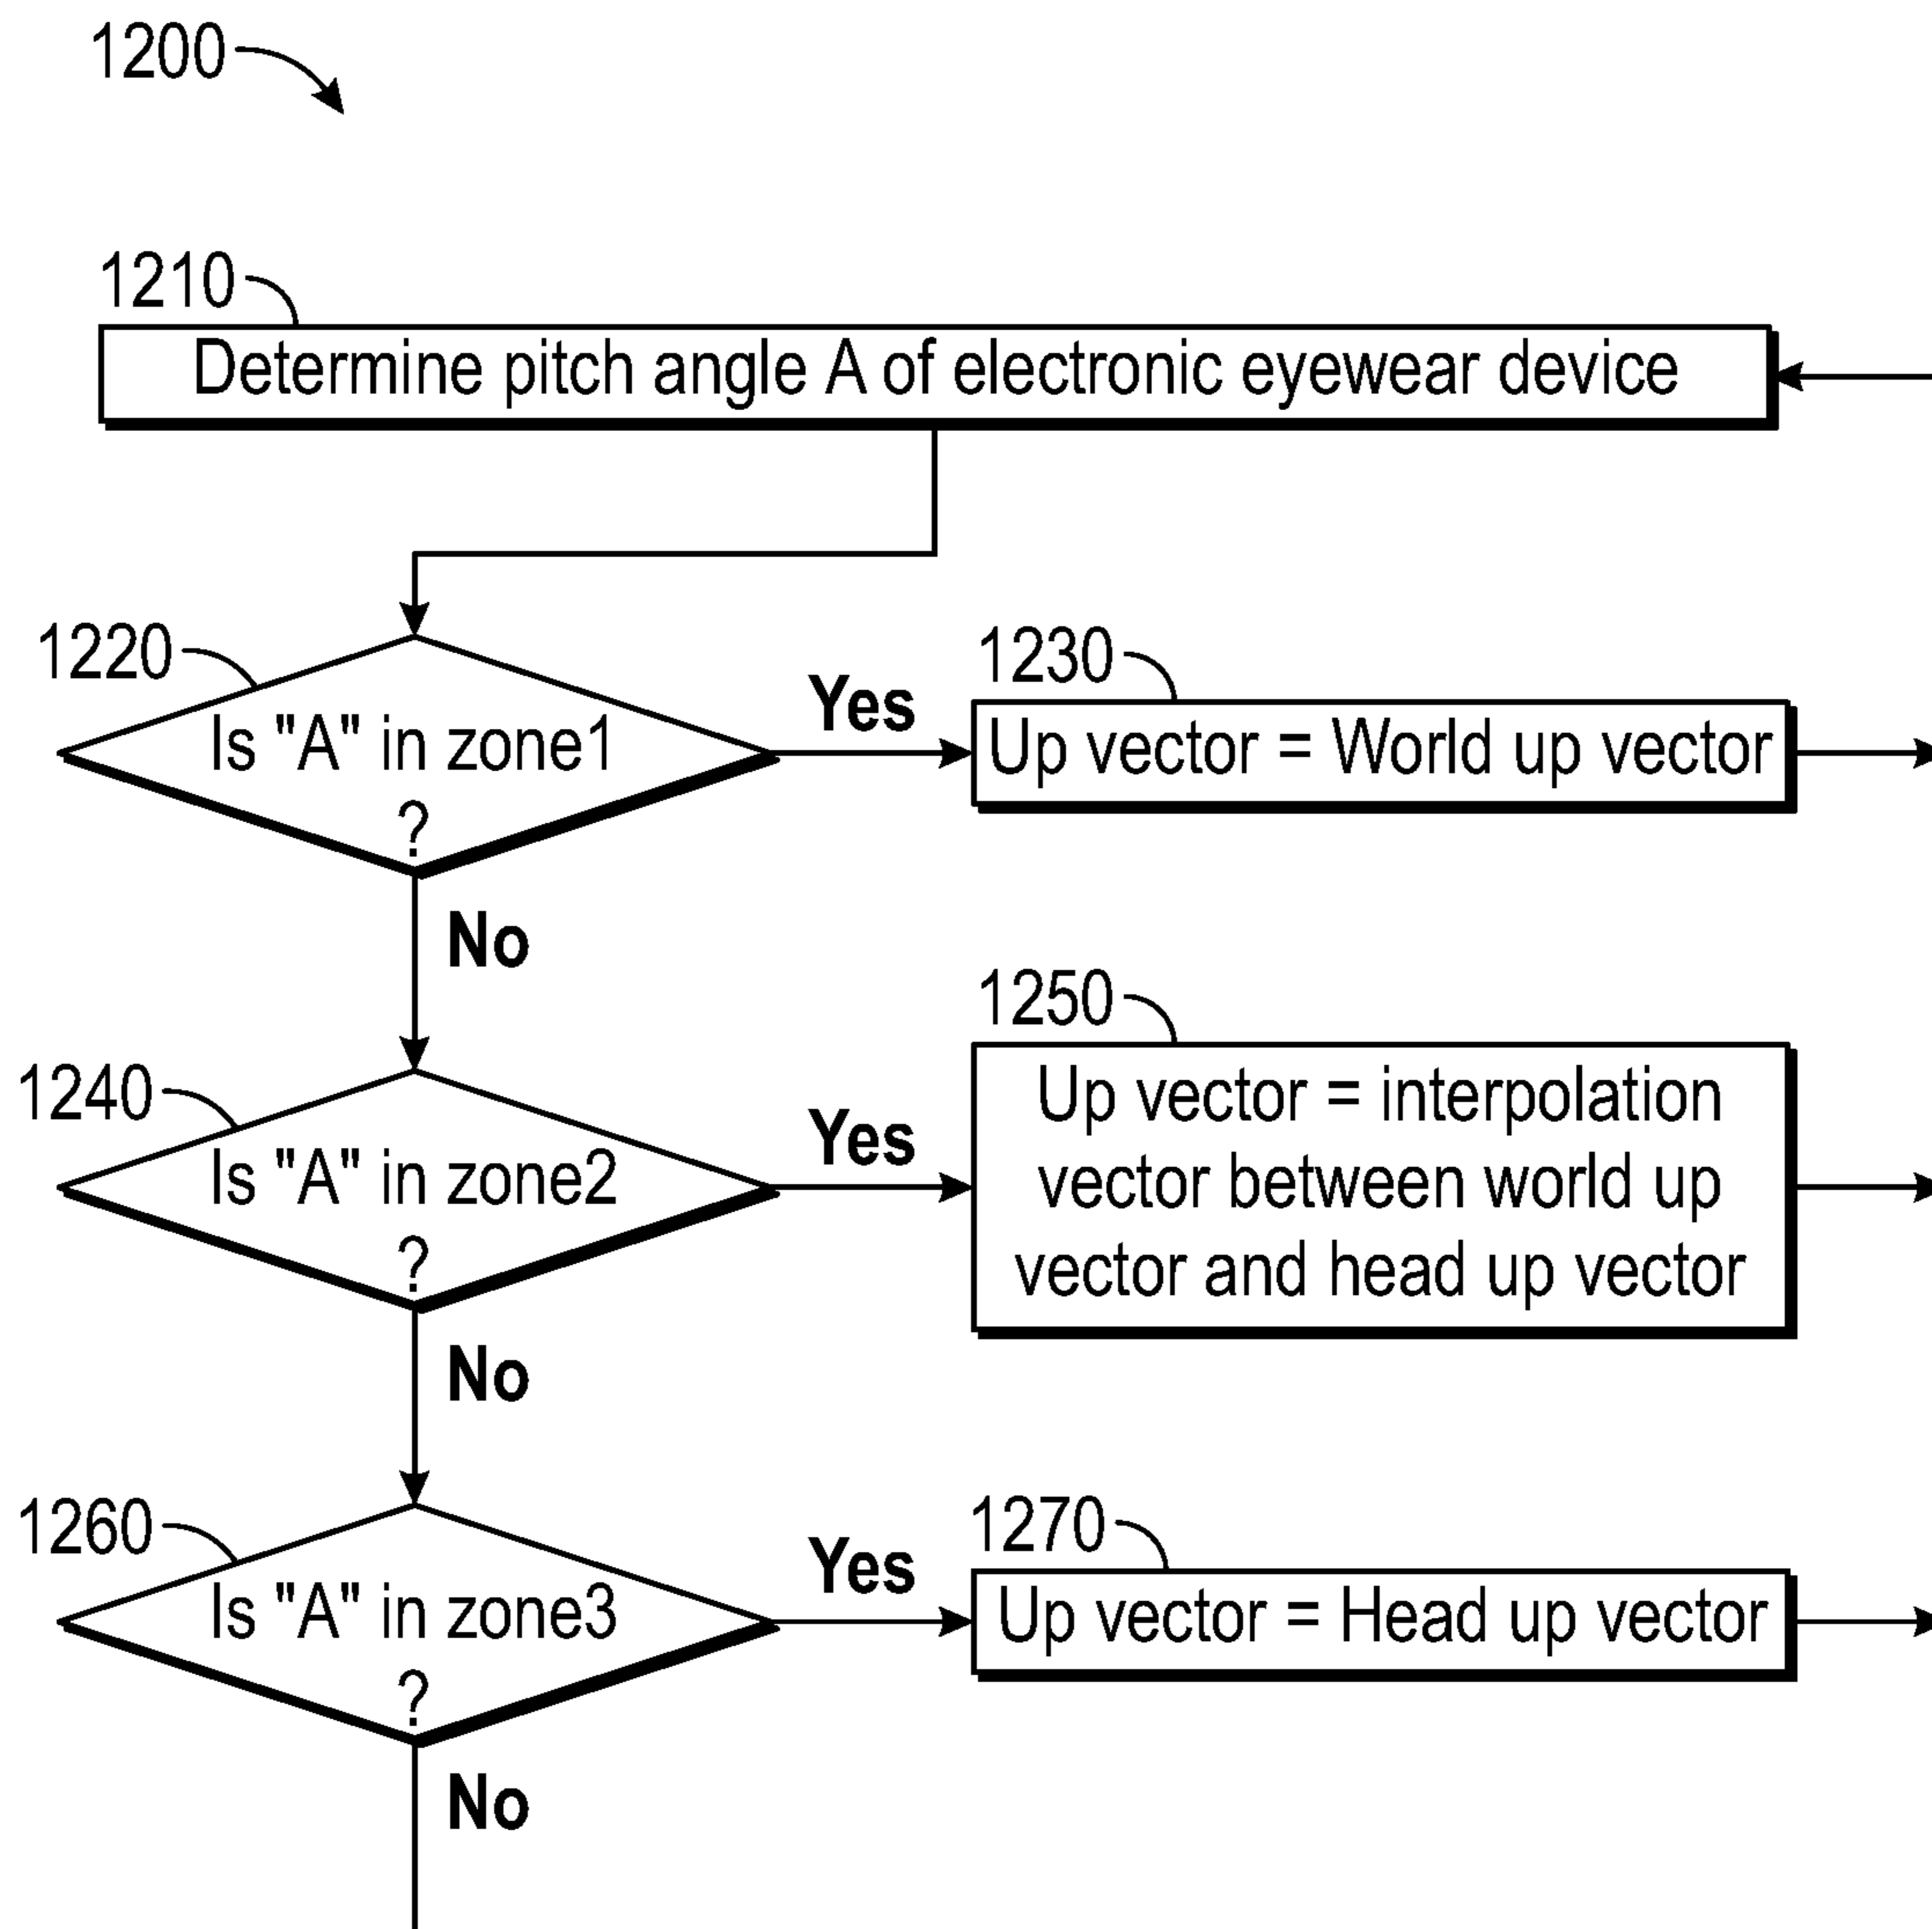 1200
1210
Determine pitch angle A of electronic eyewear device
1220
Is "A" in zone1
?
Yes
1230
Up vector = World up vector
No
1240
Is "A" in zone2
?
Yes
1250
Up vector = interpolation
vector between world up
vector and head up vector
No
1260
Is "A" in zone3
?
Yes
1270
Up vector = Head up vector
No